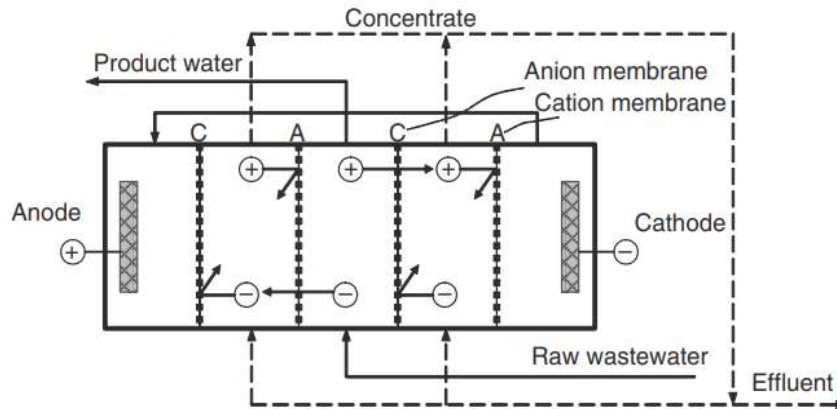 Concentrate
Product water
Anion membrane
Cation membrane
C
A
C
A
+
+
+
Anode
Cathode
+
−
−
−
−
Raw wastewater
Effluent